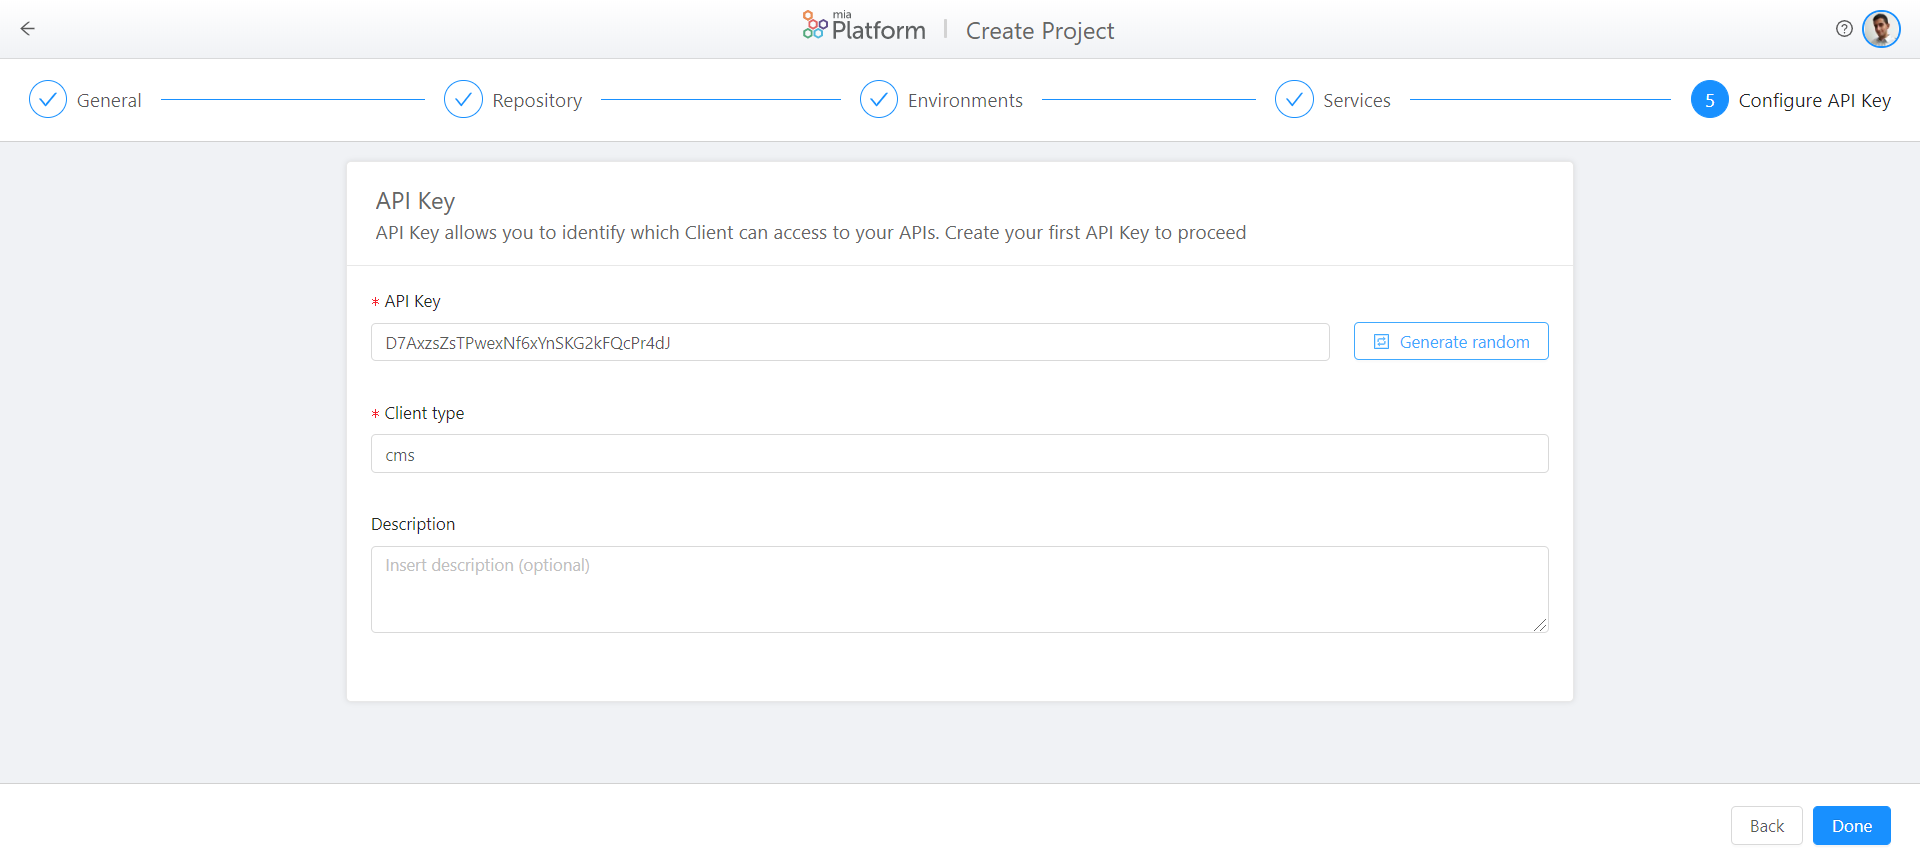 mia
Platform
Create Project
General
Repository
Environments
Services
5 Configure API Key
API Key
API Key allows you to identify which Client can access to your APIs. Create your first API Key to proceed
* API Key
D7AxzsZsTPwexNf6xYnSKG2kFQcPr4dJ
Generate random
* Client type
cms
Description
Insert description (optional)
Back
Done